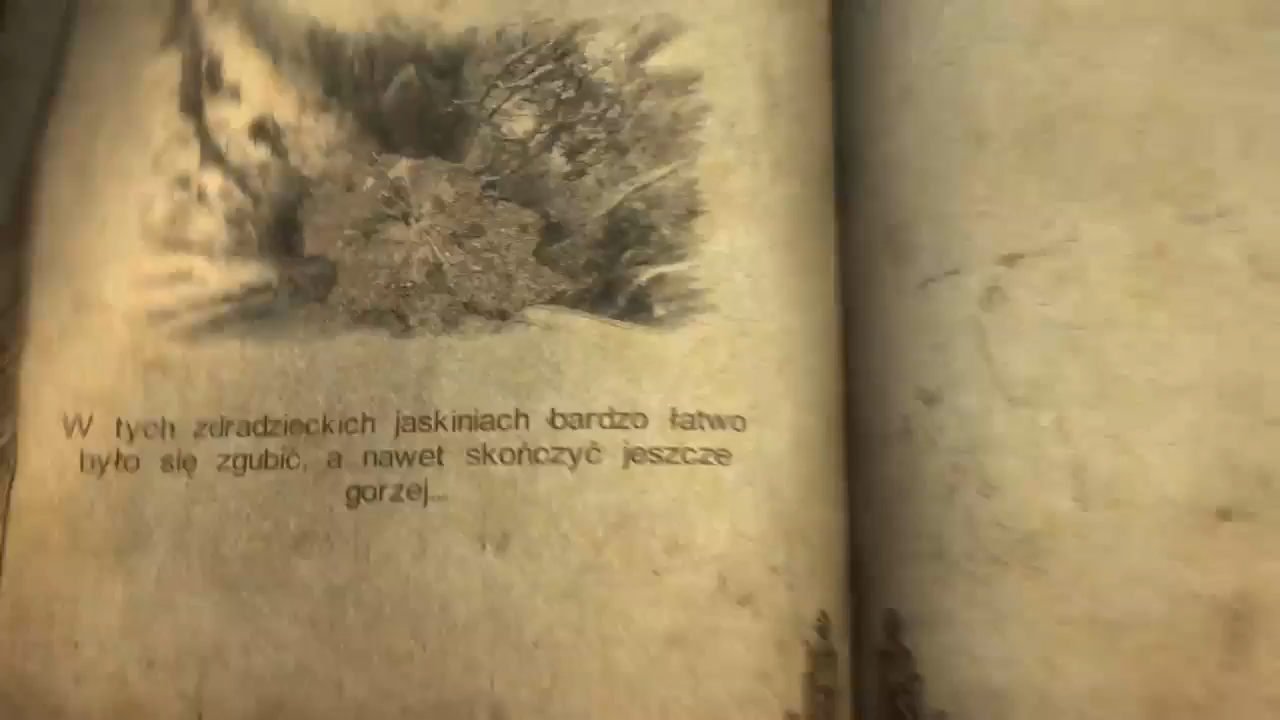 W tych zdradzieckich jaskiniach bardzo łatwo
było się zgubić, a nawet skończyć jeszcze
gorzej...